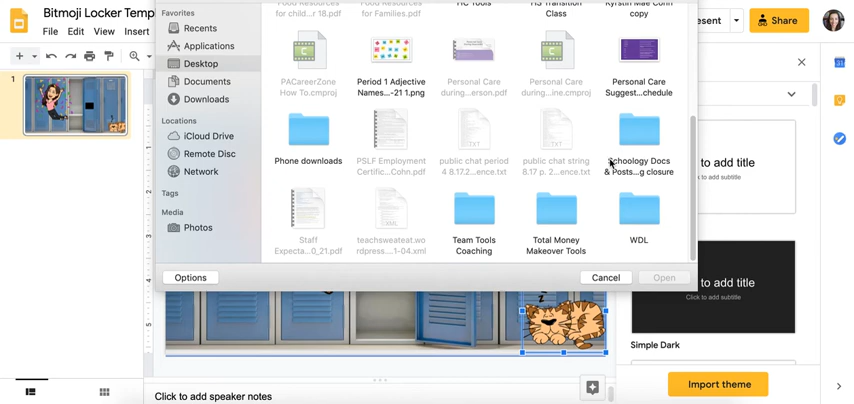 Bitmoji Locker Temp
File Edit View Insert
esent
Share
Favorites
Recents
Applications
Desktop
Documents
Downloads
Locations
iCloud Drive
Remote Disc
Network
Tags
Media
Photos
Food Resources
for child...r 18.pdf
Food Resources
for Families.pdf
HC Tools
HS Transition
Class
copy
PACareerZone
How To.cmproj
Period 1 Adjective
Names...-21 1.png
Personal Care
during...erson.pdf
Personal Care
during...ine.cmproj
Personal Care
Suggest...chedule
Phone downloads
PSLF Employment
Certific...Cohn.pdf
public chat period
4 8.17.2...ence.txt
public chat string
8.17 p. 2...ence.txt
Schoology Docs
& Posts...g closure
Staff
Expecta...0_21.pdf
teachsweateat.wo
rdpress....1-04.xml
Team Tools
Coaching
Total Money
Makeover Tools
WDL
Options
Cancel
Open
1
2
3
4
5
to add title
k to add subtitle
to add title
Click to add subtitle
Simple Dark
Import theme
Click to add speaker notes